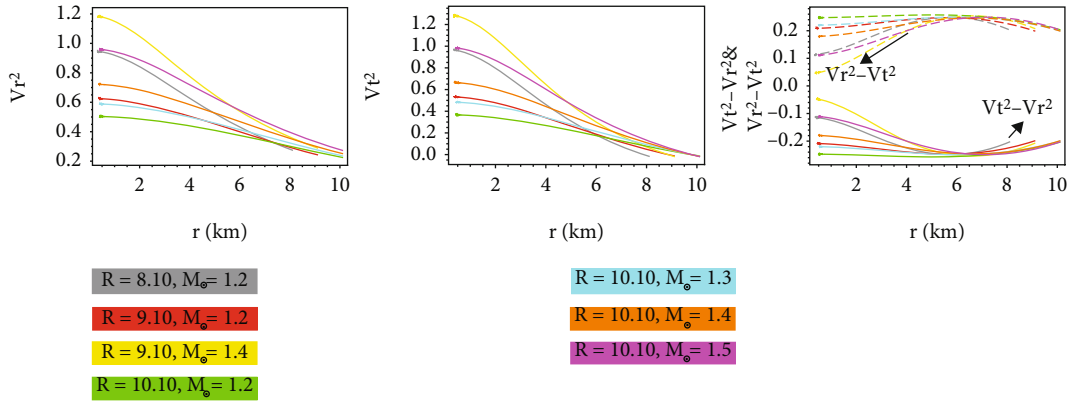 Vr²
1.2
1.0
0.8
0.6
0.4
0.2
2 4 6 8 10
r (km)
Vt²
1.2
1.0
0.8
0.6
0.4
0.2
0.0
2 4 6 8 10
r (km)
Vt²–Vr²&
Vr²–Vt²
0.2
0.1
0.0
−0.1
−0.2
Vr²–Vt²
Vt²–Vr²
2 4 6 8 10
r (km)
R = 8.10, M⊙= 1.2
R = 9.10, M⊙= 1.2
R = 9.10, M⊙= 1.4
R = 10.10, M⊙= 1.2
R = 10.10, M⊙= 1.3
R = 10.10, M⊙= 1.4
R = 10.10, M⊙= 1.5